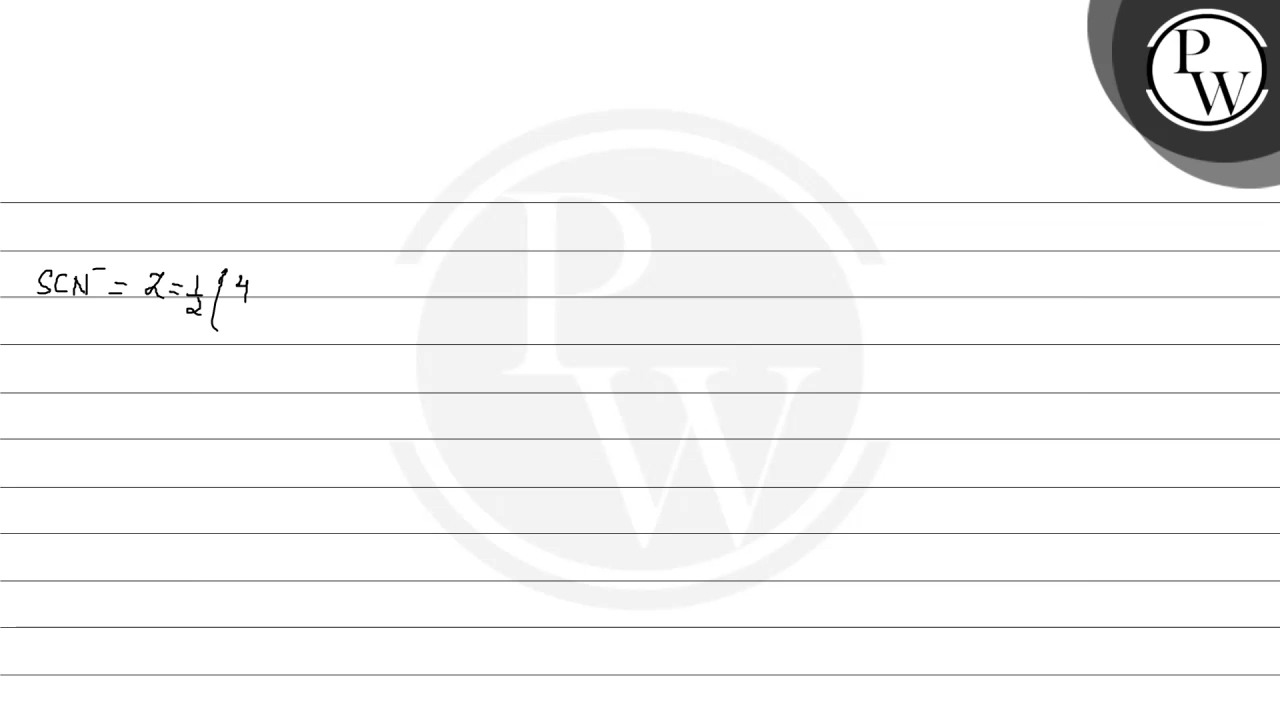 PW
SCN⁻ = Z = 1/2 ( 4